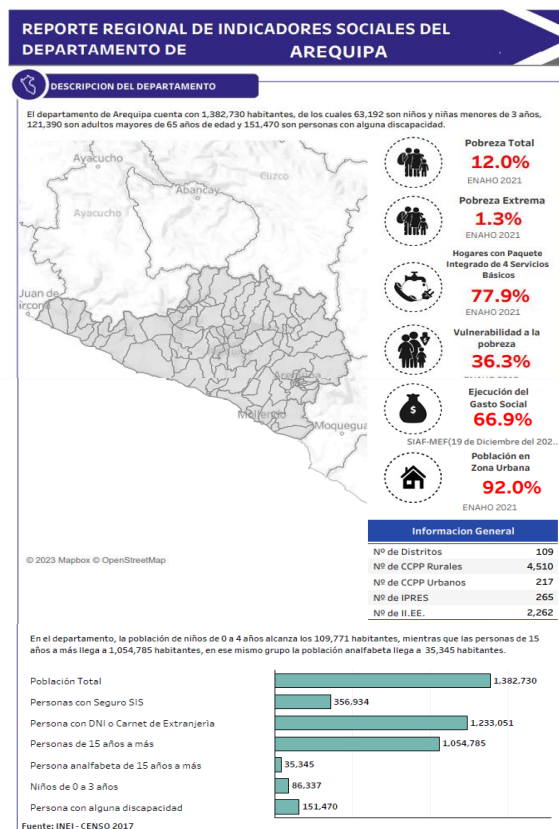 REPORTE REGIONAL DE INDICADORES SOCIALES DEL
DEPARTAMENTO DE AREQUIPA
DESCRIPCION DEL DEPARTAMENTO
El departamento de Arequipa cuenta con 1,382,730 habitantes, de los cuales 63,192 son niños y niñas menores de 3 años,
121,390 son adultos mayores de 65 años de edad y 151,470 son personas con alguna discapacidad.
Ayacucho
Cuzco
Abancay
Ayacucho
Juan de
Arequipa
Mollendo
Moquegua
© 2023 Mapbox © OpenStreetMap
Pobreza Total
12.0%
ENAHO 2021
Pobreza Extrema
1.3%
ENAHO 2021
Hogares con Paquete
Integrado de 4 Servicios
Básicos
77.9%
ENAHO 2021
Vulnerabilidad a la
pobreza
36.3%
Ejecución del
Gasto Social
66.9%
SIAF-MEF(19 de Diciembre del 202..
Población en
Zona Urbana
92.0%
ENAHO 2021
Informacion General
Nº de Distritos 109
Nº de CCPP Rurales 4,510
Nº de CCPP Urbanos 217
Nº de IPRES 265
Nº de II.EE. 2,262
En el departamento, la población de niños de 0 a 4 años alcanza los 109,771 habitantes, mientras que las personas de 15
años a más llega a 1,054,785 habitantes, en ese mismo grupo la población analfabeta llega a 35,345 habitantes.
Población Total 1,382,730
Personas con Seguro SIS 356,934
Persona con DNI o Carnet de Extranjerìa 1,233,051
Personas de 15 años a más 1,054,785
Persona analfabeta de 15 años a más 35,345
Niños de 0 a 3 años 86,337
Persona con alguna discapacidad 151,470
Fuente: INEI - CENSO 2017